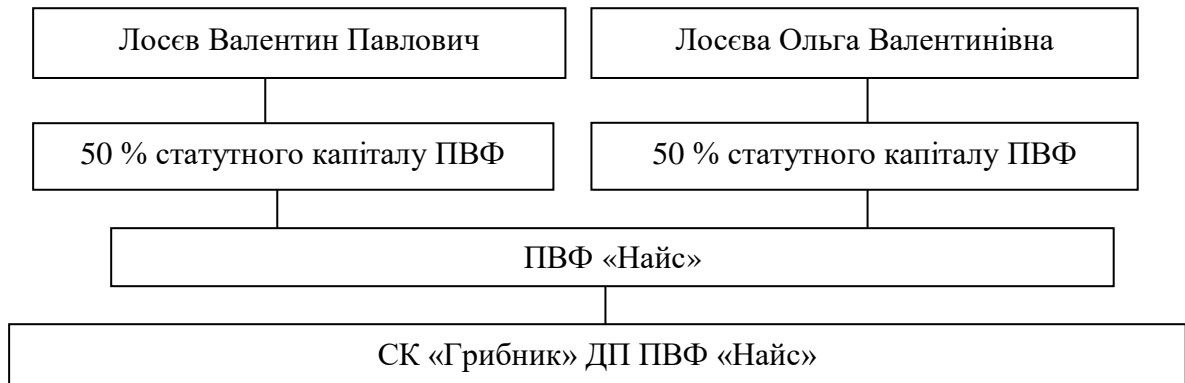 Лосєв Валентин Павлович
Лосєва Ольга Валентинівна
50 % статутного капіталу ПВФ
50 % статутного капіталу ПВФ
ПВФ «Найс»
СК «Грибник» ДП ПВФ «Найс»